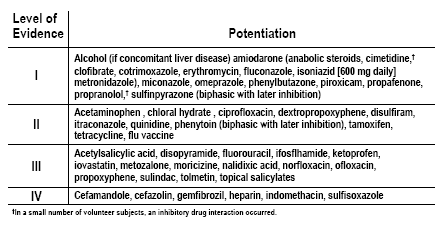 Level of
Evidence
Potentiation
I
Alcohol (if concomitant liver disease) amiodarone (anabolic steroids, cimetidine,†
clofibrate, cotrimoxazole, erythromycin, fluconazole, isoniazid [600 mg daily]
metronidazole), miconazole, omeprazole, phenylbutazone, piroxicam, propafenone,
propranolol,† sulfinpyrazone (biphasic with later inhibition)
II
Acetaminophen , chloral hydrate , ciprofloxacin, dextropropoxyphene, disulfiram,
itraconazole, quinidine, phenytoin (biphasic with later inhibition), tamoxifen,
tetracycline, flu vaccine
III
Acetylsalicylic acid, disopyramide, fluorouracil, ifosflhamide, ketoprofen,
iovastatin, metozalone, moricizine, nalidixic acid, norfloxacin, ofloxacin,
propoxyphene, sulindac, tolmetin, topical salicylates
IV
Cefamandole, cefazolin, gemfibrozil, heparin, indomethacin, sulfisoxazole
†In a small number of volunteer subjects, an inhibitory drug interaction occurred.